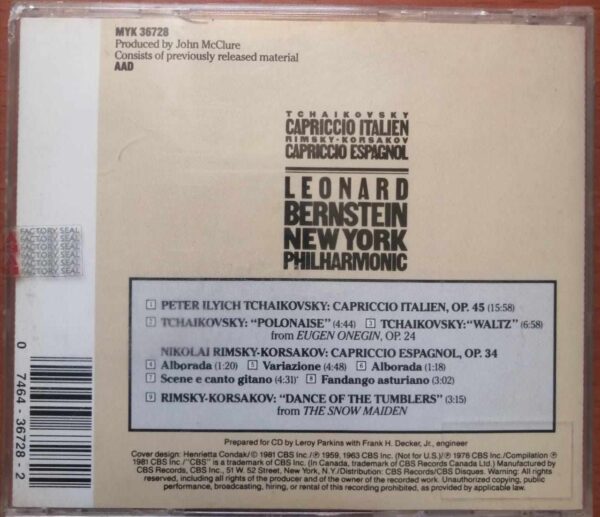 MYK 36728
Produced by John McClure
Consists of previously released material
AAD
TCHAIKOVSKY
CAPRICCIO ITALIEN
RIMSKY-KORSAKOV
CAPRICCIO ESPAGNOL
LEONARD
BERNSTEIN
NEW YORK
PHILHARMONIC
FACTORY SEAL
FACTORY SEAL
FACTORY SEAL
FACTORY SEAL
FACTORY SEAL
1 PETER ILYICH TCHAIKOVSKY: CAPRICCIO ITALIEN, OP. 45 (15:58)
2 TCHAIKOVSKY: "POLONAISE" (4:44) 3 TCHAIKOVSKY: "WALTZ" (6:58)
from EUGEN ONEGIN, OP. 24
NIKOLAI RIMSKY-KORSAKOV: CAPRICCIO ESPAGNOL, OP. 34
4 Alborada (1:20) 5 Variazione (4:48) 6 Alborada (1:18)
7 Scene e canto gitano (4:31) 8 Fandango asturiano (3:02)
9 RIMSKY-KORSAKOV: "DANCE OF THE TUMBLERS" (3:15)
from THE SNOW MAIDEN
0 7464-36728-2
Prepared for CD by Leroy Parkins with Frank H. Decker, Jr., engineer
Cover design: Henrietta Condak/© 1981 CBS Inc./℗ 1959, 1963 CBS Inc. (Not for U.S.)/℗ 1976 CBS Inc./Compilation ℗
1981 CBS Inc./"CBS" is a trademark of CBS Inc. (In Canada, trademark of CBS Records Canada Ltd.) Manufactured by
CBS Records, CBS Inc., 51 W. 52 Street, New York, N.Y./Distribution: CBS Records/CBS Disques. Warning: All rights
reserved, including all rights of the producer and of the owner of the recorded work. Unauthorized copying, public
performance, broadcasting, hiring, or rental of this recording prohibited, as provided by applicable law.